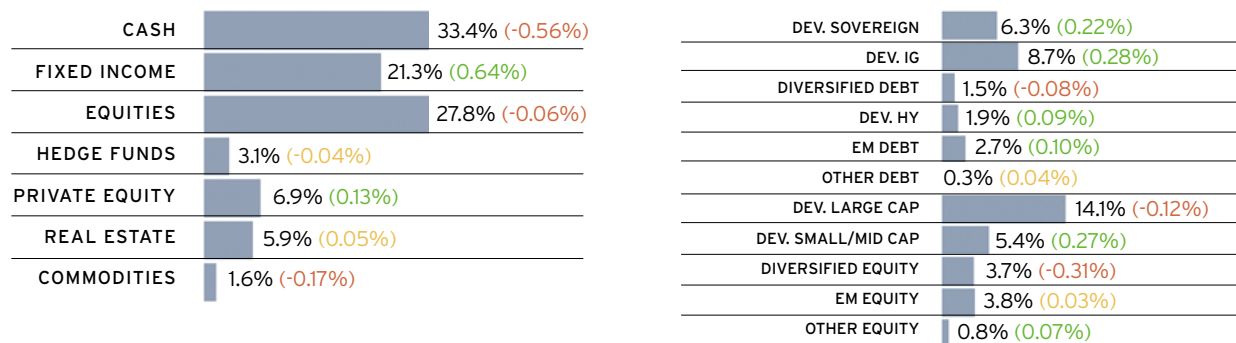 CASH 33.4% (-0.56%)
FIXED INCOME 21.3% (0.64%)
EQUITIES 27.8% (-0.06%)
HEDGE FUNDS 3.1% (-0.04%)
PRIVATE EQUITY 6.9% (0.13%)
REAL ESTATE 5.9% (0.05%)
COMMODITIES 1.6% (-0.17%)
DEV. SOVEREIGN 6.3% (0.22%)
DEV. IG 8.7% (0.28%)
DIVERSIFIED DEBT 1.5% (-0.08%)
DEV. HY 1.9% (0.09%)
EM DEBT 2.7% (0.10%)
OTHER DEBT 0.3% (0.04%)
DEV. LARGE CAP 14.1% (-0.12%)
DEV. SMALL/MID CAP 5.4% (0.27%)
DIVERSIFIED EQUITY 3.7% (-0.31%)
EM EQUITY 3.8% (0.03%)
OTHER EQUITY 0.8% (0.07%)